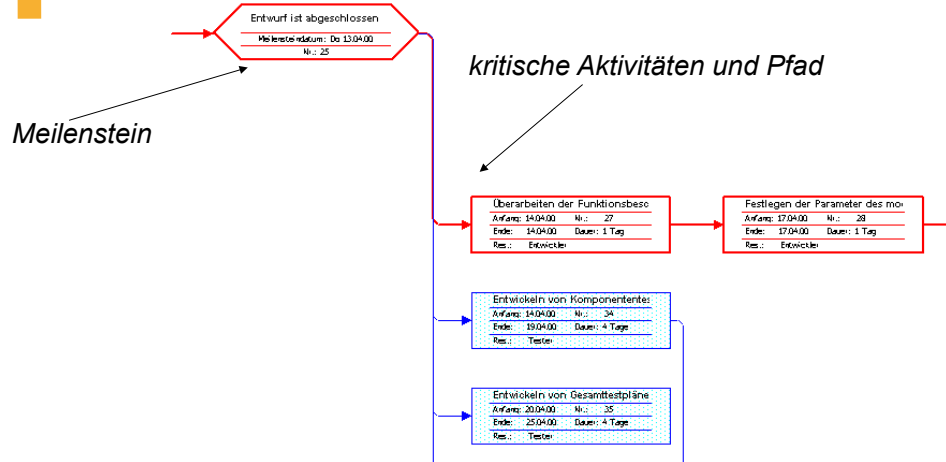 Entwurf ist abgeschlossen
Meilensteindatum: Do 13.04.00
Nr.: 25
kritische Aktivitäten und Pfad
Meilenstein
Überarbeiten der Funktionsbesc
Anfang: 14.04.00 Nr.: 27
Ende: 14.04.00 Dauer: 1 Tag
Res.: Entwickler
Festlegen der Parameter des mo
Anfang: 17.04.00 Nr.: 28
Ende: 17.04.00 Dauer: 1 Tag
Res.: Entwickler
Entwickeln von Komponententes
Anfang: 14.04.00 Nr.: 34
Ende: 19.04.00 Dauer: 4 Tage
Res.: Tester
Entwickeln von Gesamttestpläne
Anfang: 20.04.00 Nr.: 35
Ende: 25.04.00 Dauer: 4 Tage
Res.: Tester